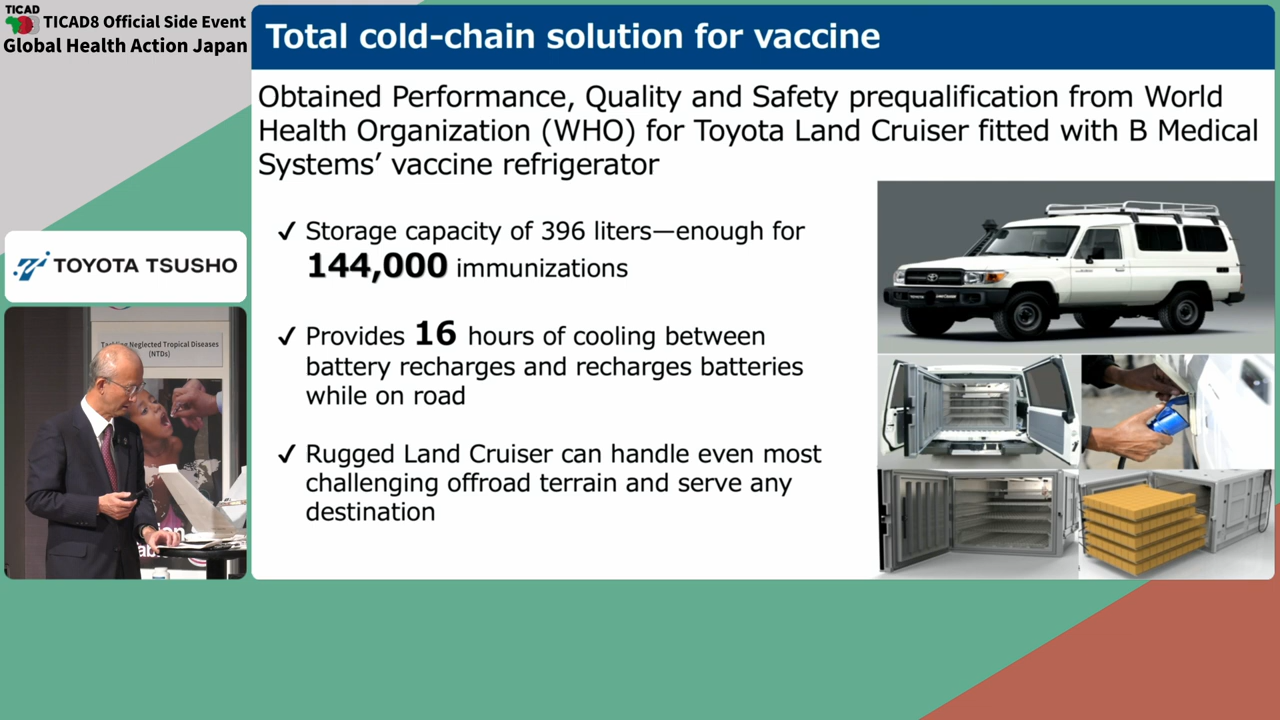 TICAD
TICAD8 Official Side Event
Global Health Action Japan
Total cold-chain solution for vaccine
Obtained Performance, Quality and Safety prequalification from World
Health Organization (WHO) for Toyota Land Cruiser fitted with B Medical
Systems’ vaccine refrigerator
✓ Storage capacity of 396 liters—enough for
144,000 immunizations
✓ Provides 16 hours of cooling between
battery recharges and recharges batteries
while on road
✓ Rugged Land Cruiser can handle even most
challenging offroad terrain and serve any
destination
TOYOTA TSUSHO
Neglected Tropical Diseases
(NTDs)